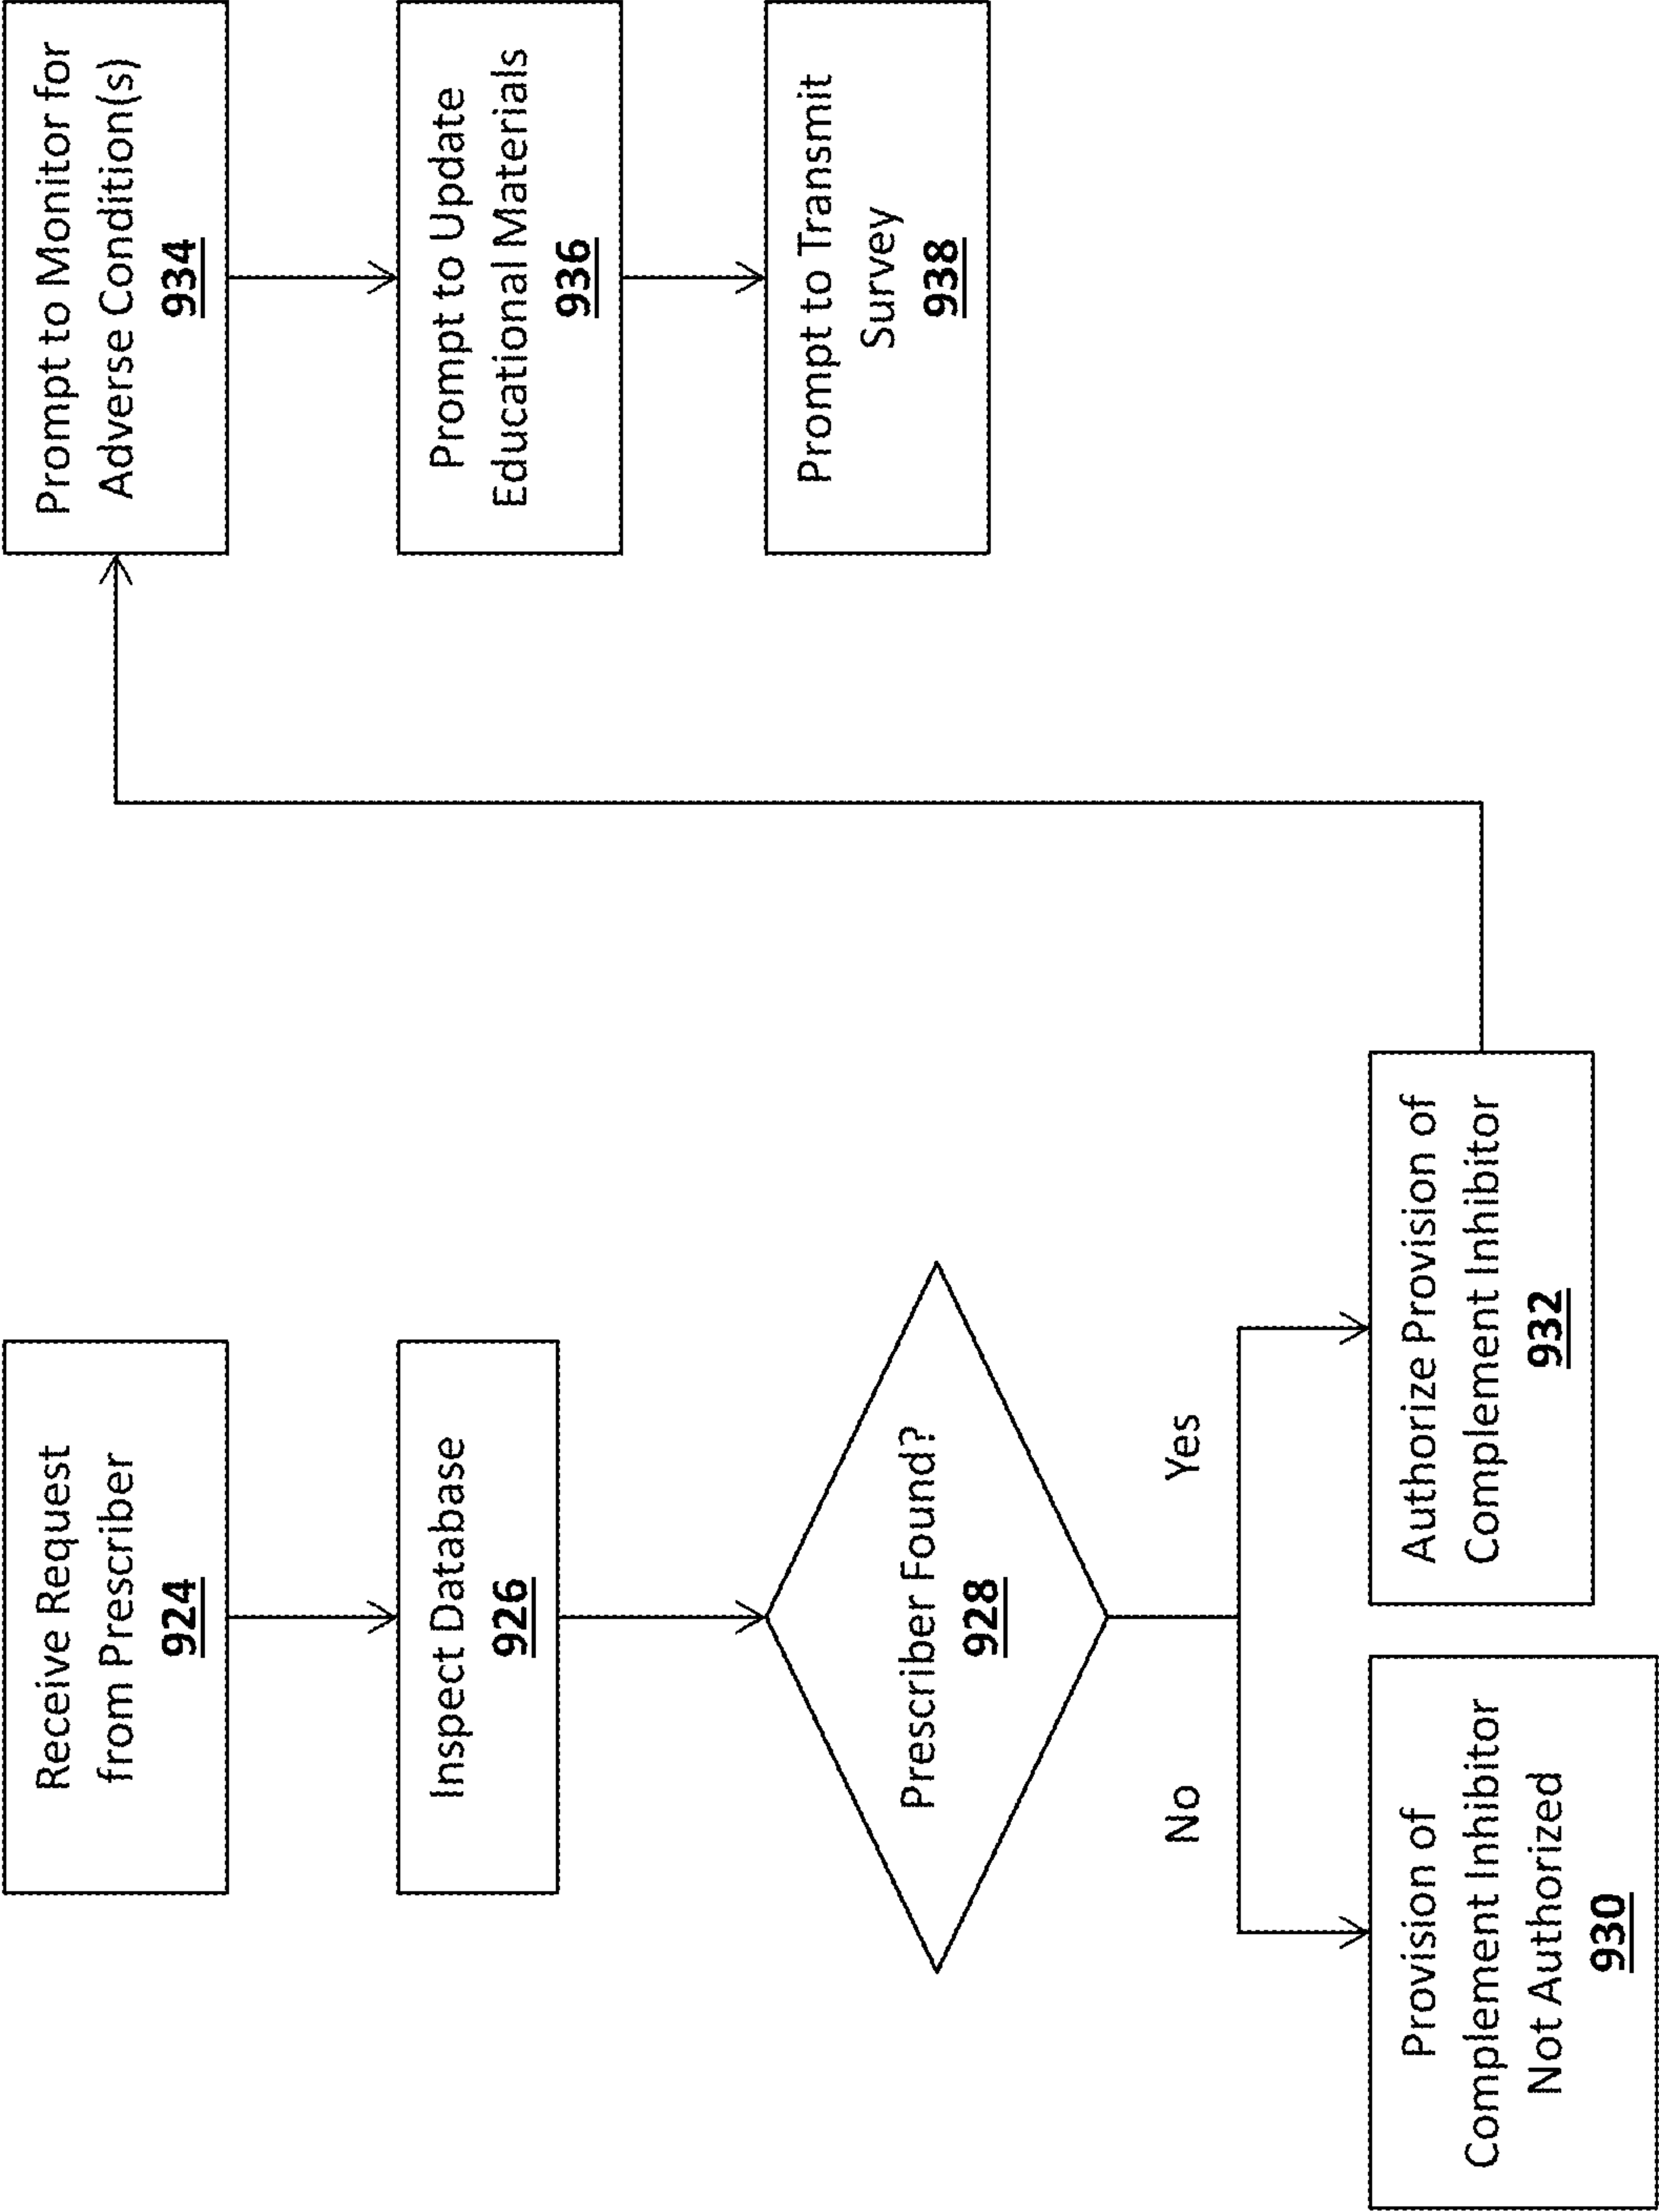 Receive Request
from Prescriber
924
Inspect Database
926
Prescriber Found?
928
No
Yes
Provision of
Complement Inhibitor
Not Authorized
930
Authorize Provision of
Complement Inhibitor
932
Prompt to Monitor for
Adverse Condition(s)
934
Prompt to Update
Educational Materials
936
Prompt to Transmit
Survey
938